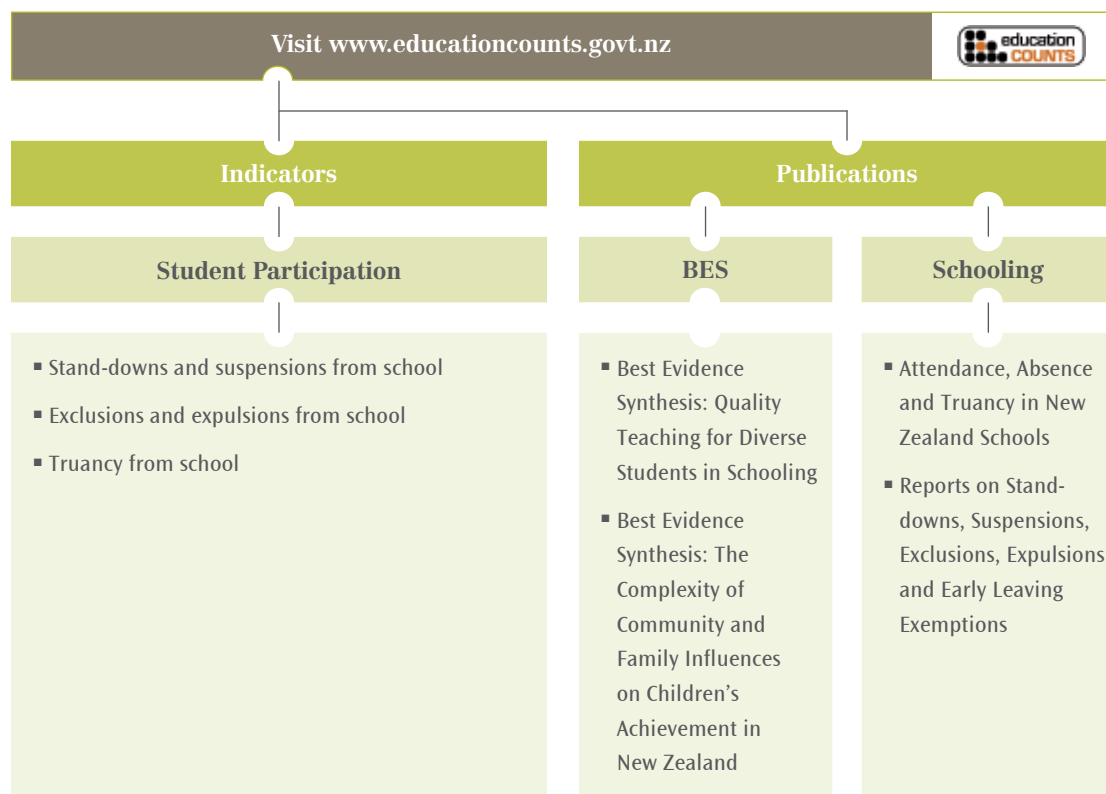 Visit www.educationcounts.govt.nz
education
COUNTS
Indicators
Publications
Student Participation
BES
Schooling
▪ Stand-downs and suspensions from school
▪ Exclusions and expulsions from school
▪ Truancy from school
▪ Best Evidence
Synthesis: Quality
Teaching for Diverse
Students in Schooling
▪ Best Evidence
Synthesis: The
Complexity of
Community and
Family Influences
on Children’s
Achievement in
New Zealand
▪ Attendance, Absence
and Truancy in New
Zealand Schools
▪ Reports on Stand-
downs, Suspensions,
Exclusions, Expulsions
and Early Leaving
Exemptions